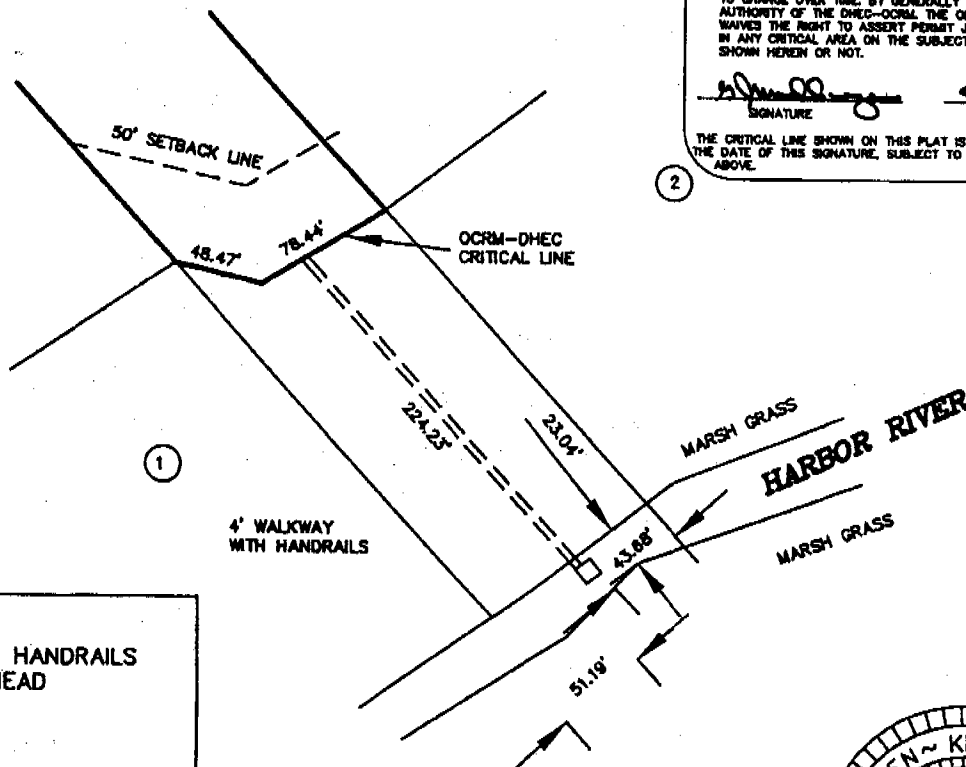 AUTHORITY OF THE DHEC-OCRM. THE
WAIVES THE RIGHT TO ASSERT PERMIT
IN ANY CRITICAL AREA ON THE SUBJECT
SHOWN HEREIN OR NOT.
SIGNATURE
THE CRITICAL LINE SHOWN ON THIS PLAT IS
THE DATE OF THIS SIGNATURE, SUBJECT TO
ABOVE.
2
50' SETBACK LINE
48.47'
78.44'
OCRM-DHEC
CRITICAL LINE
224.23'
23.04'
MARSH GRASS
HARBOR RIVER
1
4' WALKWAY
WITH HANDRAILS
43.68'
MARSH GRASS
HANDRAILS
51.19'